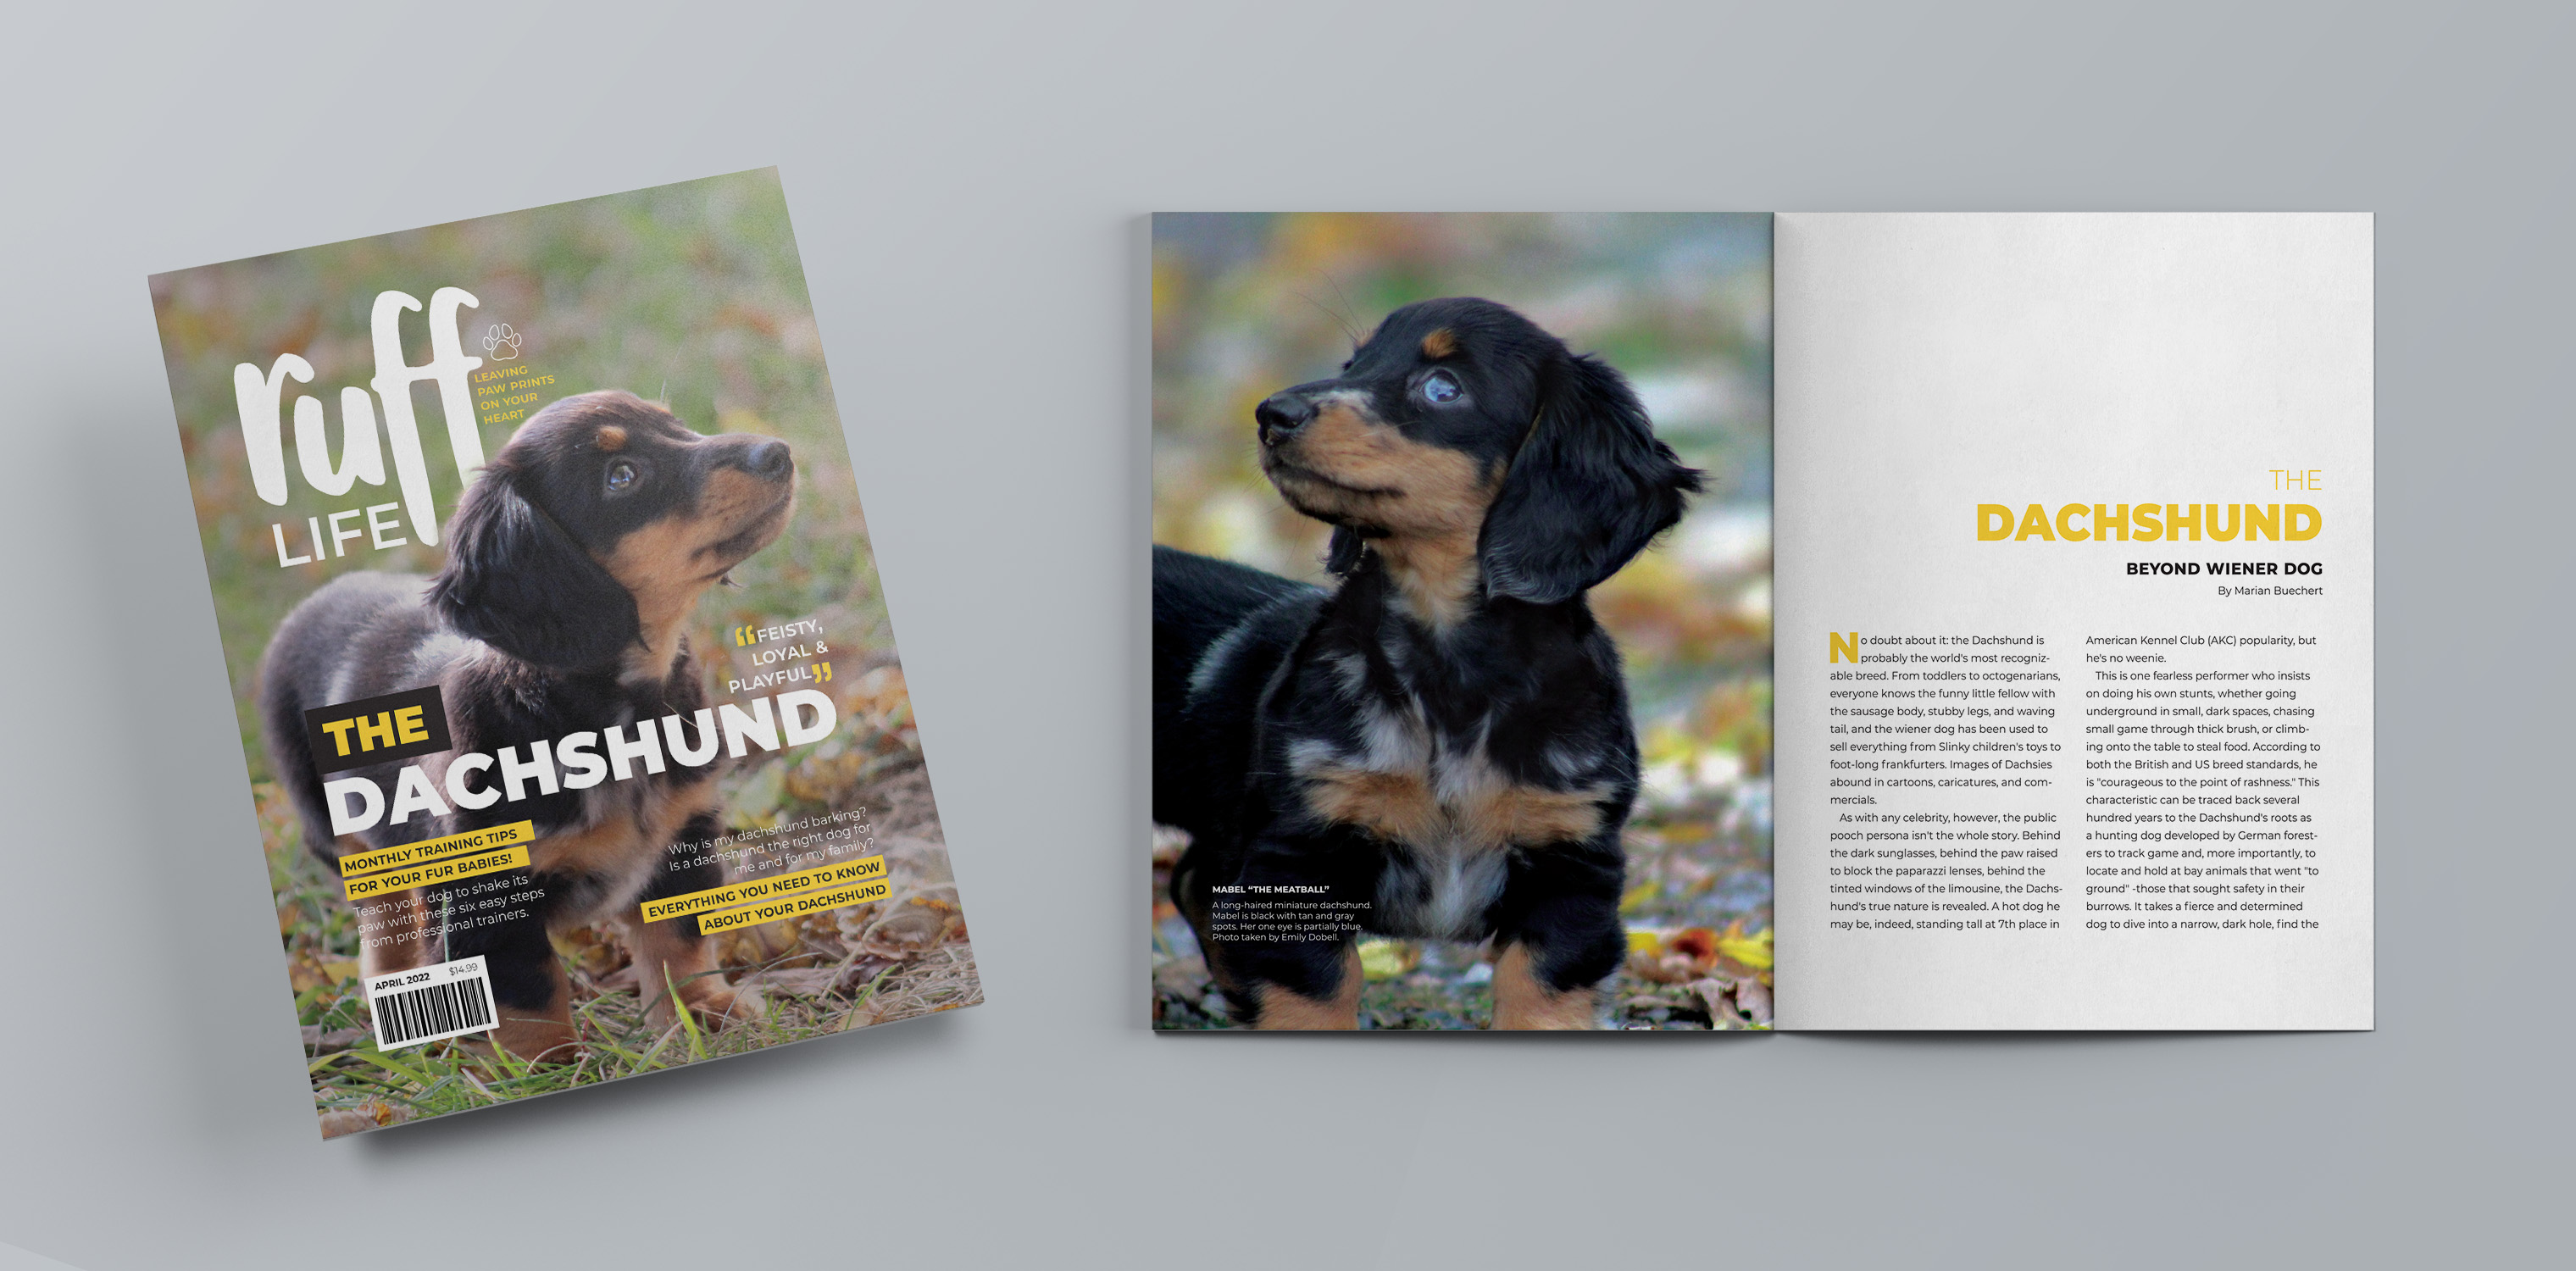 ruff
LIFE
LEAVING
PAW PRINTS
ON YOUR
HEART
“FEISTY,
LOYAL &
PLAYFUL”
THE
DACHSHUND
MONTHLY TRAINING TIPS
FOR YOUR FUR BABIES!
Teach your dog to shake its
paw with these six easy steps
from professional trainers.
Why is my dachshund barking?
Is a dachshund the right dog for
me and for my family?
EVERYTHING YOU NEED TO KNOW
ABOUT YOUR DACHSHUND
APRIL 2022 $14.99
MABEL “THE MEATBALL”
A long-haired miniature dachshund.
Mabel is black with tan and gray
spots. Her one eye is partially blue.
Photo taken by Emily Dobell.
THE
DACHSHUND
BEYOND WIENER DOG
By Marian Buechert
No doubt about it: the Dachshund is
probably the world's most recogniz-
able breed. From toddlers to octogenarians,
everyone knows the funny little fellow with
the sausage body, stubby legs, and waving
tail, and the wiener dog has been used to
sell everything from Slinky children's toys to
foot-long frankfurters. Images of Dachsies
abound in cartoons, caricatures, and com-
mercials.
As with any celebrity, however, the public
pooch persona isn't the whole story. Behind
the dark sunglasses, behind the paw raised
to block the paparazzi lenses, behind the
tinted windows of the limousine, the Dachs-
hund's true nature is revealed. A hot dog he
may be, indeed, standing tall at 7th place in
American Kennel Club (AKC) popularity, but
he's no weenie.
This is one fearless performer who insists
on doing his own stunts, whether going
underground in small, dark spaces, chasing
small game through thick brush, or climb-
ing onto the table to steal food. According to
both the British and US breed standards, he
is "courageous to the point of rashness." This
characteristic can be traced back several
hundred years to the Dachshund's roots as
a hunting dog developed by German forest-
ers to track game and, more importantly, to
locate and hold at bay animals that went "to
ground" -those that sought safety in their
burrows. It takes a fierce and determined
dog to dive into a narrow, dark hole, find the